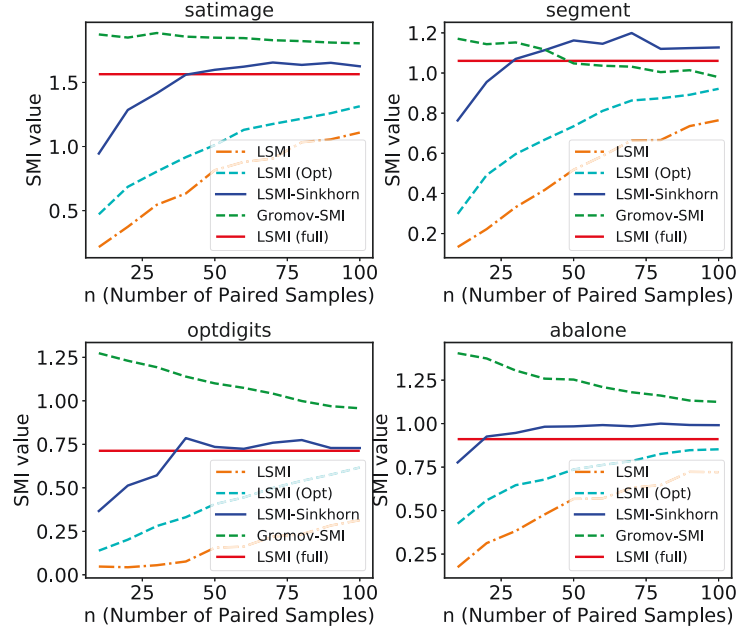 satimage
SMI value
1.5
1.0
0.5
LSMI
LSMI (Opt)
LSMI-Sinkhorn
Gromov-SMI
LSMI (full)
25 50 75 100
n (Number of Paired Samples)
segment
SMI value
1.2
1.0
0.8
0.6
0.4
0.2
LSMI
LSMI (Opt)
LSMI-Sinkhorn
Gromov-SMI
LSMI (full)
25 50 75 100
n (Number of Paired Samples)
optdigits
SMI value
1.25
1.00
0.75
0.50
0.25
0.00
LSMI
LSMI (Opt)
LSMI-Sinkhorn
Gromov-SMI
LSMI (full)
25 50 75 100
n (Number of Paired Samples)
abalone
SMI value
1.25
1.00
0.75
0.50
0.25
LSMI
LSMI (Opt)
LSMI-Sinkhorn
Gromov-SMI
LSMI (full)
25 50 75 100
n (Number of Paired Samples)